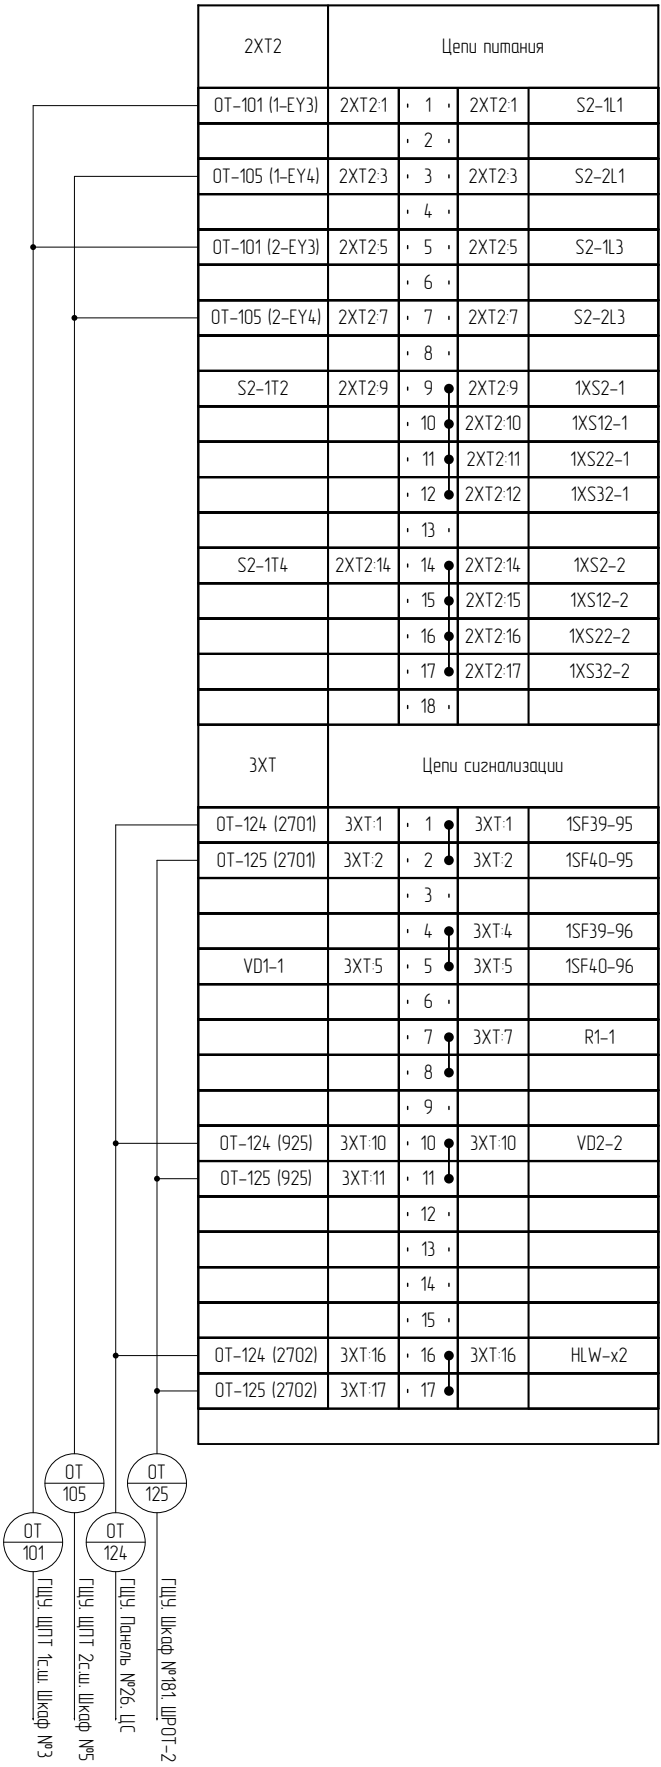 2XT2 Цепи питания
ОТ-101 (1-EY3) 2XT2:1 1 2XT2:1 S2-1L1
2
ОТ-105 (1-EY4) 2XT2:3 3 2XT2:3 S2-2L1
4
ОТ-101 (2-EY3) 2XT2:5 5 2XT2:5 S2-1L3
6
ОТ-105 (2-EY4) 2XT2:7 7 2XT2:7 S2-2L3
8
S2-1T2 2XT2:9 9 2XT2:9 1XS2-1
10 2XT2:10 1XS12-1
11 2XT2:11 1XS22-1
12 2XT2:12 1XS32-1
13
S2-1T4 2XT2:14 14 2XT2:14 1XS2-2
15 2XT2:15 1XS12-2
16 2XT2:16 1XS22-2
17 2XT2:17 1XS32-2
18
3XT Цепи сигнализации
ОТ-124 (2701) 3XT:1 1 3XT:1 1SF39-95
ОТ-125 (2701) 3XT:2 2 3XT:2 1SF40-95
3
4 3XT:4 1SF39-96
VD1-1 3XT:5 5 3XT:5 1SF40-96
6
7 3XT:7 R1-1
8
9
ОТ-124 (925) 3XT:10 10 3XT:10 VD2-2
ОТ-125 (925) 3XT:11 11
12
13
14
15
ОТ-124 (2702) 3XT:16 16 3XT:16 HLW-x2
ОТ-125 (2702) 3XT:17 17
ОТ 105
ОТ 125
ОТ 101
ОТ 124
ГЩУ. ЩПТ 1с.ш. Шкаф №3
ГЩУ. ЩПТ 2с.ш. Шкаф №5
ГЩУ. Панель №26. ЦС
ГЩУ. Шкаф №181. ШРОТ-2